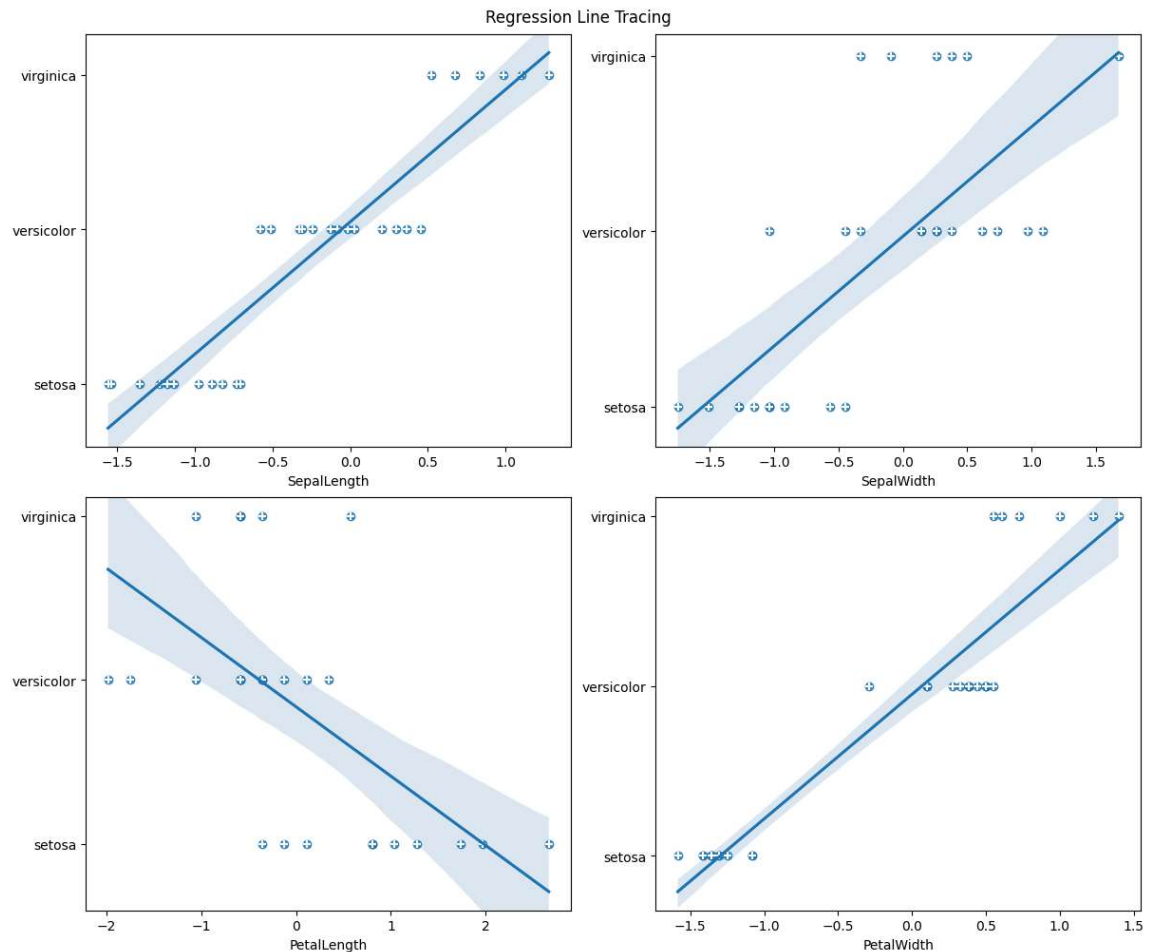 Regression Line Tracing
virginica
versicolor
setosa
−1.5 −1.0 −0.5 0.0 0.5 1.0
SepalLength
virginica
versicolor
setosa
−1.5 −1.0 −0.5 0.0 0.5 1.0 1.5
SepalWidth
virginica
versicolor
setosa
−2 −1 0 1 2
PetalLength
virginica
versicolor
setosa
−1.5 −1.0 −0.5 0.0 0.5 1.0 1.5
PetalWidth